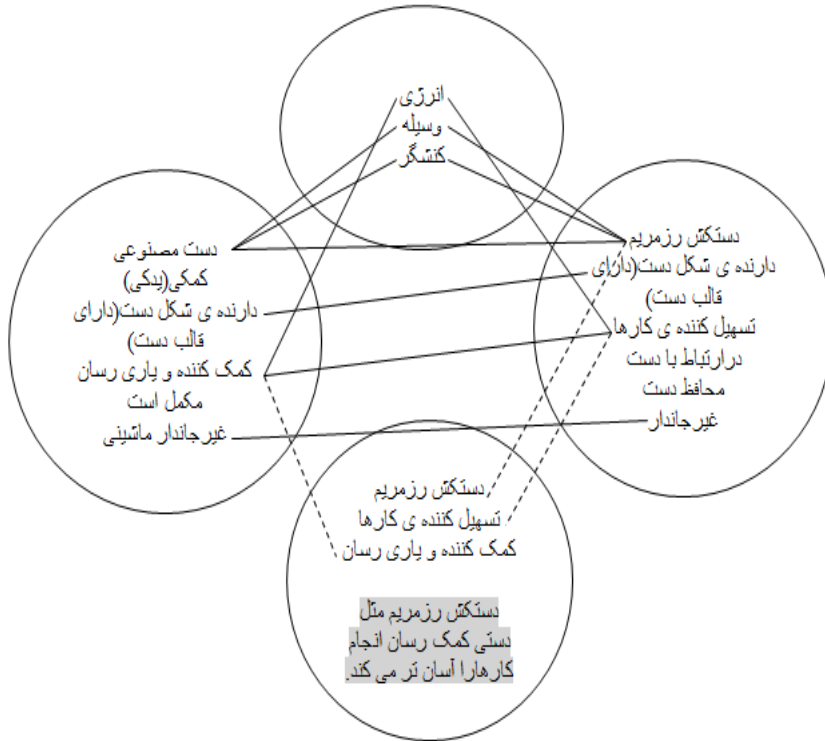 انرژی
وسیله
کنشگر
دست مصنوعی
کمکی(یدکی)
دارنده ی شکل دست(دارای
قالب دست)
کمک کننده و یاری رسان
مکمل است
غیرجاندار ماشینی
دستکش رزمریم
دارنده ی شکل دست(دارای
قالب دست)
تسهیل کننده ی کارها
درارتباط با دست
محافظ دست
غیرجاندار
دستکش رزمریم
تسهیل کننده ی کارها
کمک کننده و یاری رسان
دستکش رزمریم مثل
دستی کمک رسان انجام
کارهارا آسان تر می کند.